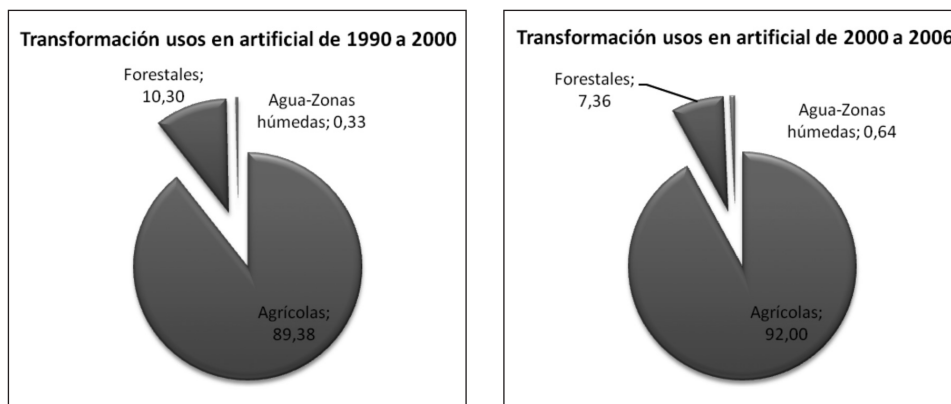 Transformación usos en artificial de 1990 a 2000
Forestales;
10,30
Agua-Zonas
húmedas; 0,33
Agrícolas;
89,38
Transformación usos en artificial de 2000 a 2006
Forestales;
7,36
Agua-Zonas
húmedas; 0,64
Agrícolas;
92,00